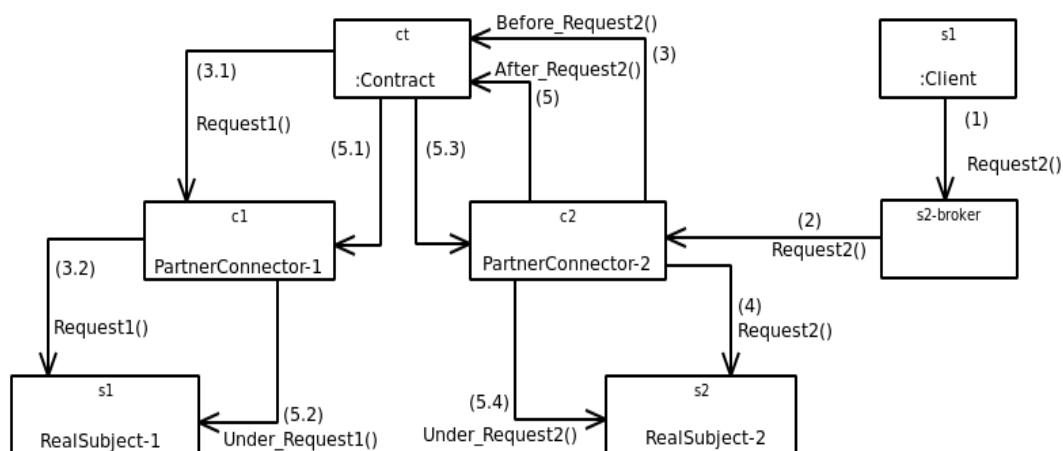 ct
:Contract
Before_Request2()
(3)
After_Request2()
(5)
s1
:Client
(1)
Request2()
(3.1)
Request1()
(5.1)
(5.3)
c1
PartnerConnector-1
c2
PartnerConnector-2
(2)
Request2()
s2-broker
(3.2)
Request1()
(4)
Request2()
s1
RealSubject-1
(5.2)
Under_Request1()
(5.4)
Under_Request2()
s2
RealSubject-2